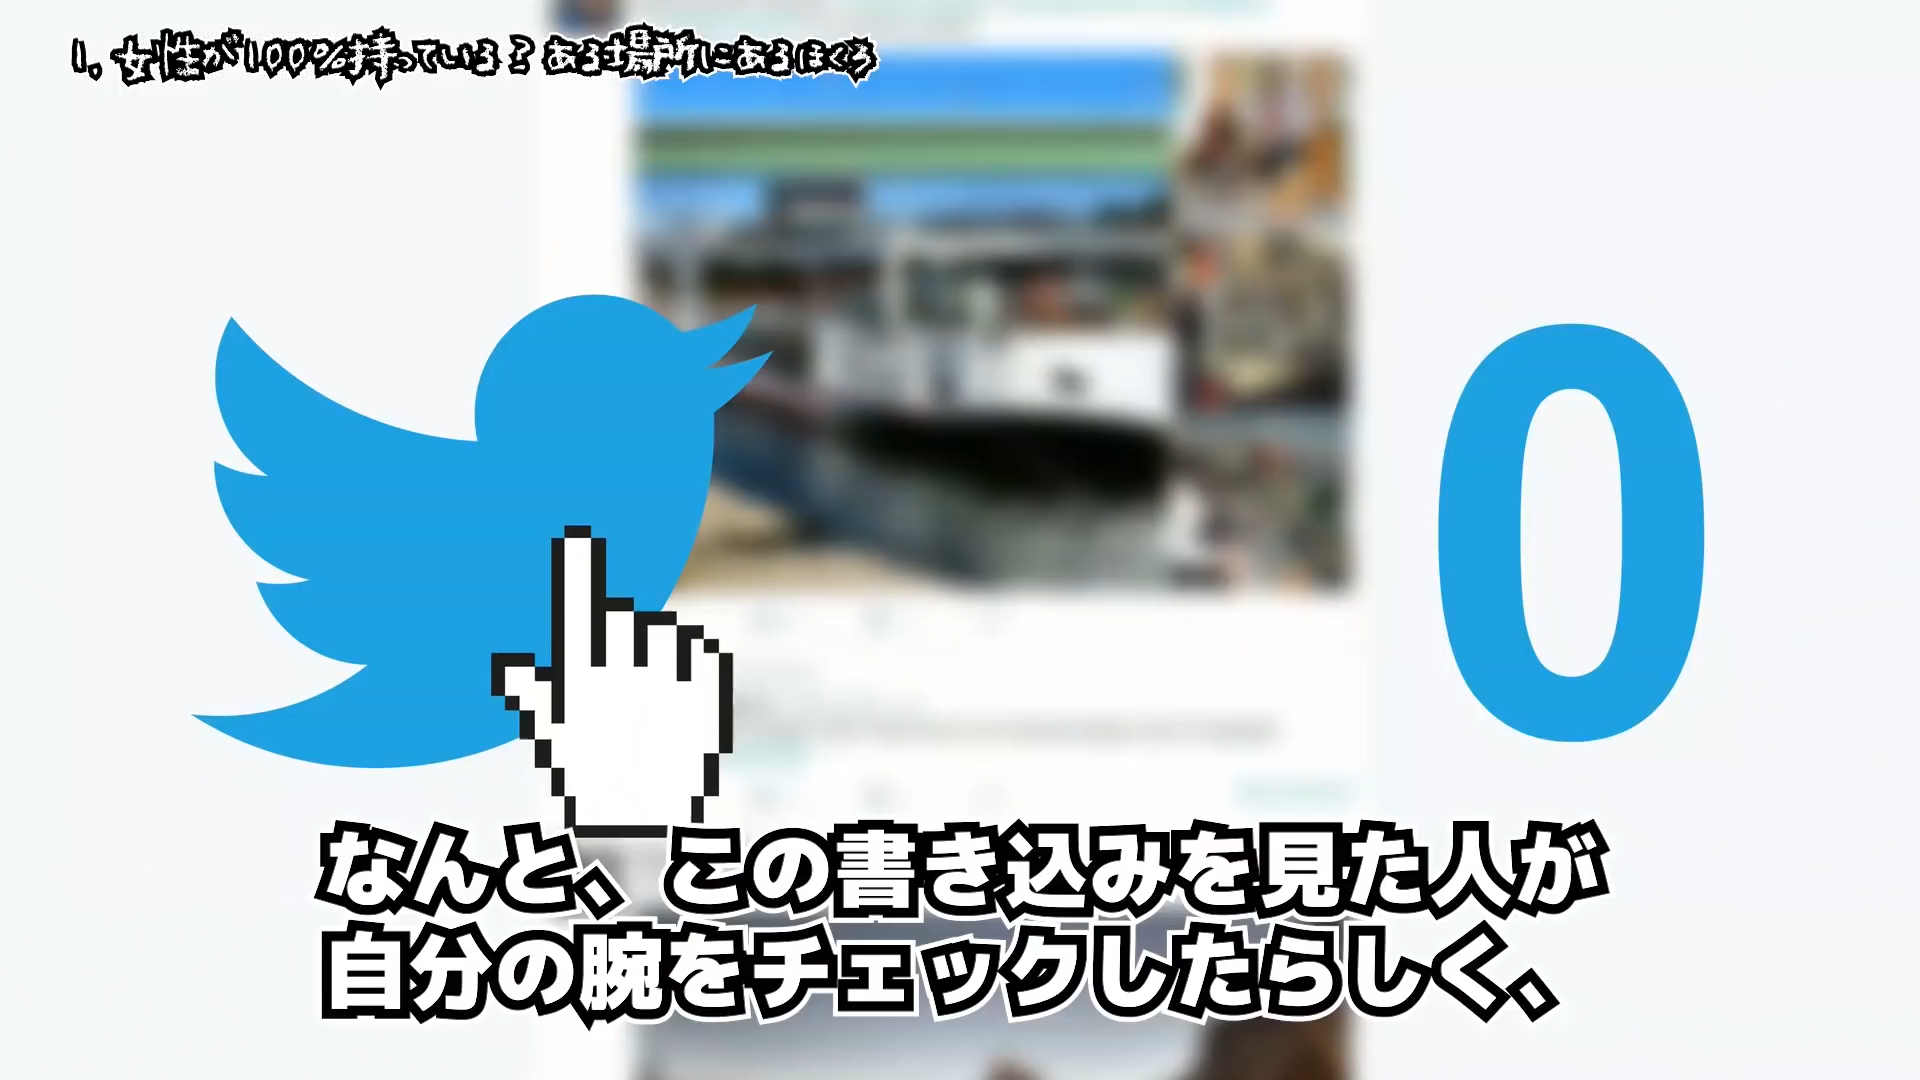 1. 女性が100%持っている? ある場所にあるほくろ
0
なんと、この書き込みを見た人が
自分の腕をチェックしたらしく、